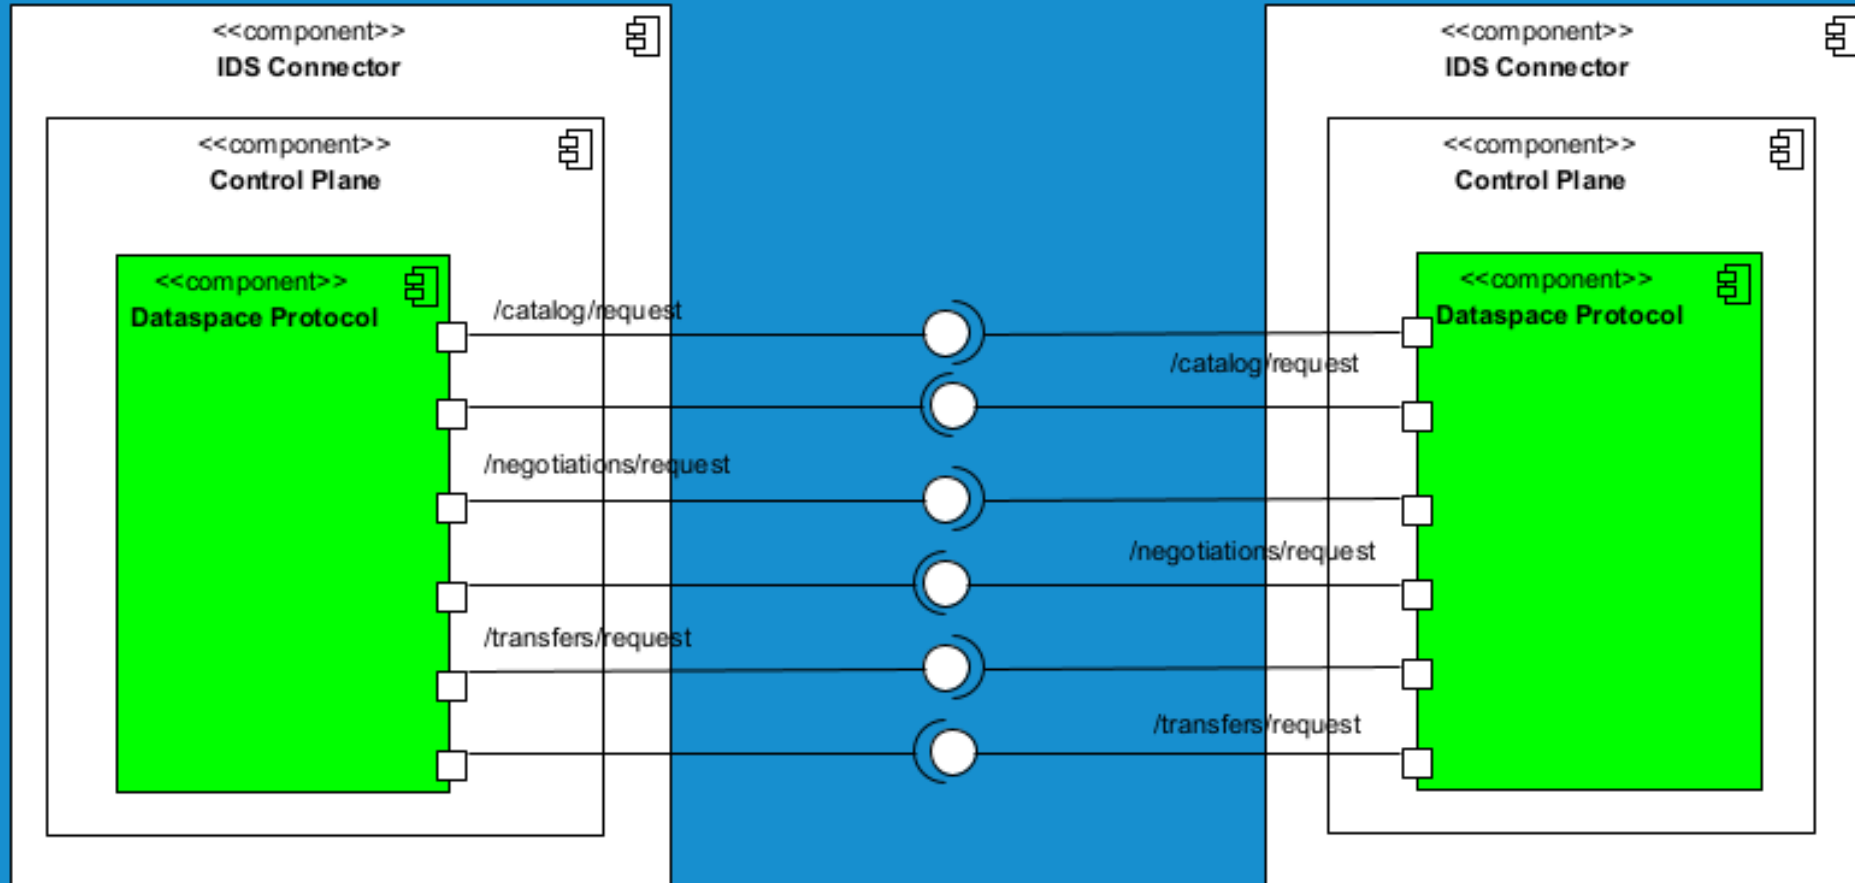 <<component>>
IDS Connector
<<component>>
Control Plane
<<component>>
Dataspace Protocol
/catalog/request
/negotiations/request
/transfers/request
<<component>>
IDS Connector
<<component>>
Control Plane
<<component>>
Dataspace Protocol
/catalog/request
/negotiations/request
/transfers/request